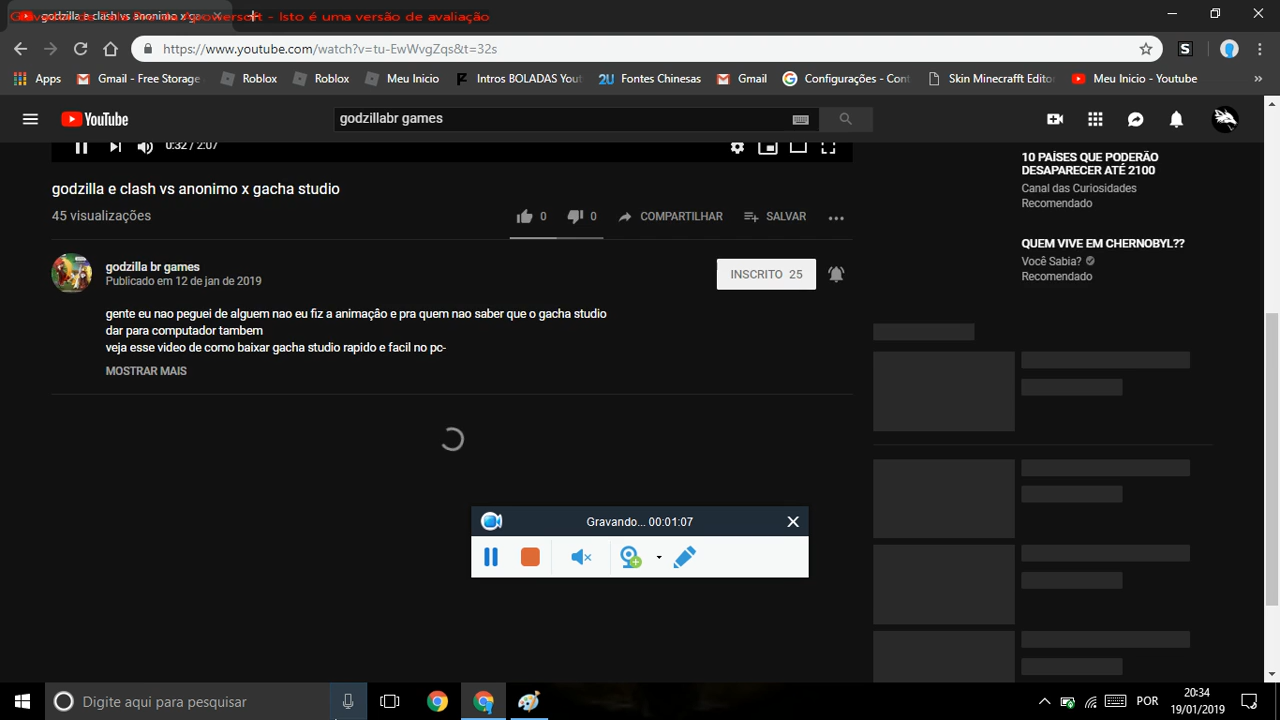 godzilla e clash vs anonimo x ga
- Isto é uma versão de avaliação
https://www.youtube.com/watch?v=tu-EwWvgZqs&t=32s
S
Apps Gmail - Free Storage Roblox Roblox Meu Inicio Intros BOLADAS Yout 2U Fontes Chinesas Gmail Configurações - Cont Skin Minecrafft Editor Meu Inicio - YouTube »
YouTube
godzillabr games
0:32 / 2:07
godzilla e clash vs anonimo x gacha studio
45 visualizações
0 0 COMPARTILHAR SALVAR
godzilla br games
Publicado em 12 de jan de 2019
INSCRITO 25
gente eu nao peguei de alguem nao eu fiz a animação e pra quem nao saber que o gacha studio
dar para computador tambem
veja esse video de como baixar gacha studio rapido e facil no pc-
MOSTRAR MAIS
10 PAÍSES QUE PODERÃO
DESAPARECER ATÉ 2100
Canal das Curiosidades
Recomendado
QUEM VIVE EM CHERNOBYL??
Você Sabia?
Recomendado
Gravando... 00:01:07
Digite aqui para pesquisar
POR
20:34
19/01/2019